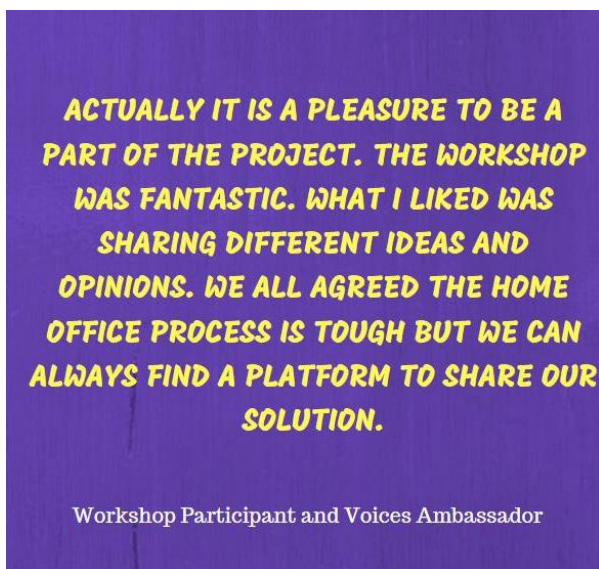 ACTUALLY IT IS A PLEASURE TO BE A
PART OF THE PROJECT. THE WORKSHOP
WAS FANTASTIC. WHAT I LIKED WAS
SHARING DIFFERENT IDEAS AND
OPINIONS. WE ALL AGREED THE HOME
OFFICE PROCESS IS TOUGH BUT WE CAN
ALWAYS FIND A PLATFORM TO SHARE OUR
SOLUTION.
Workshop Participant and Voices Ambassador